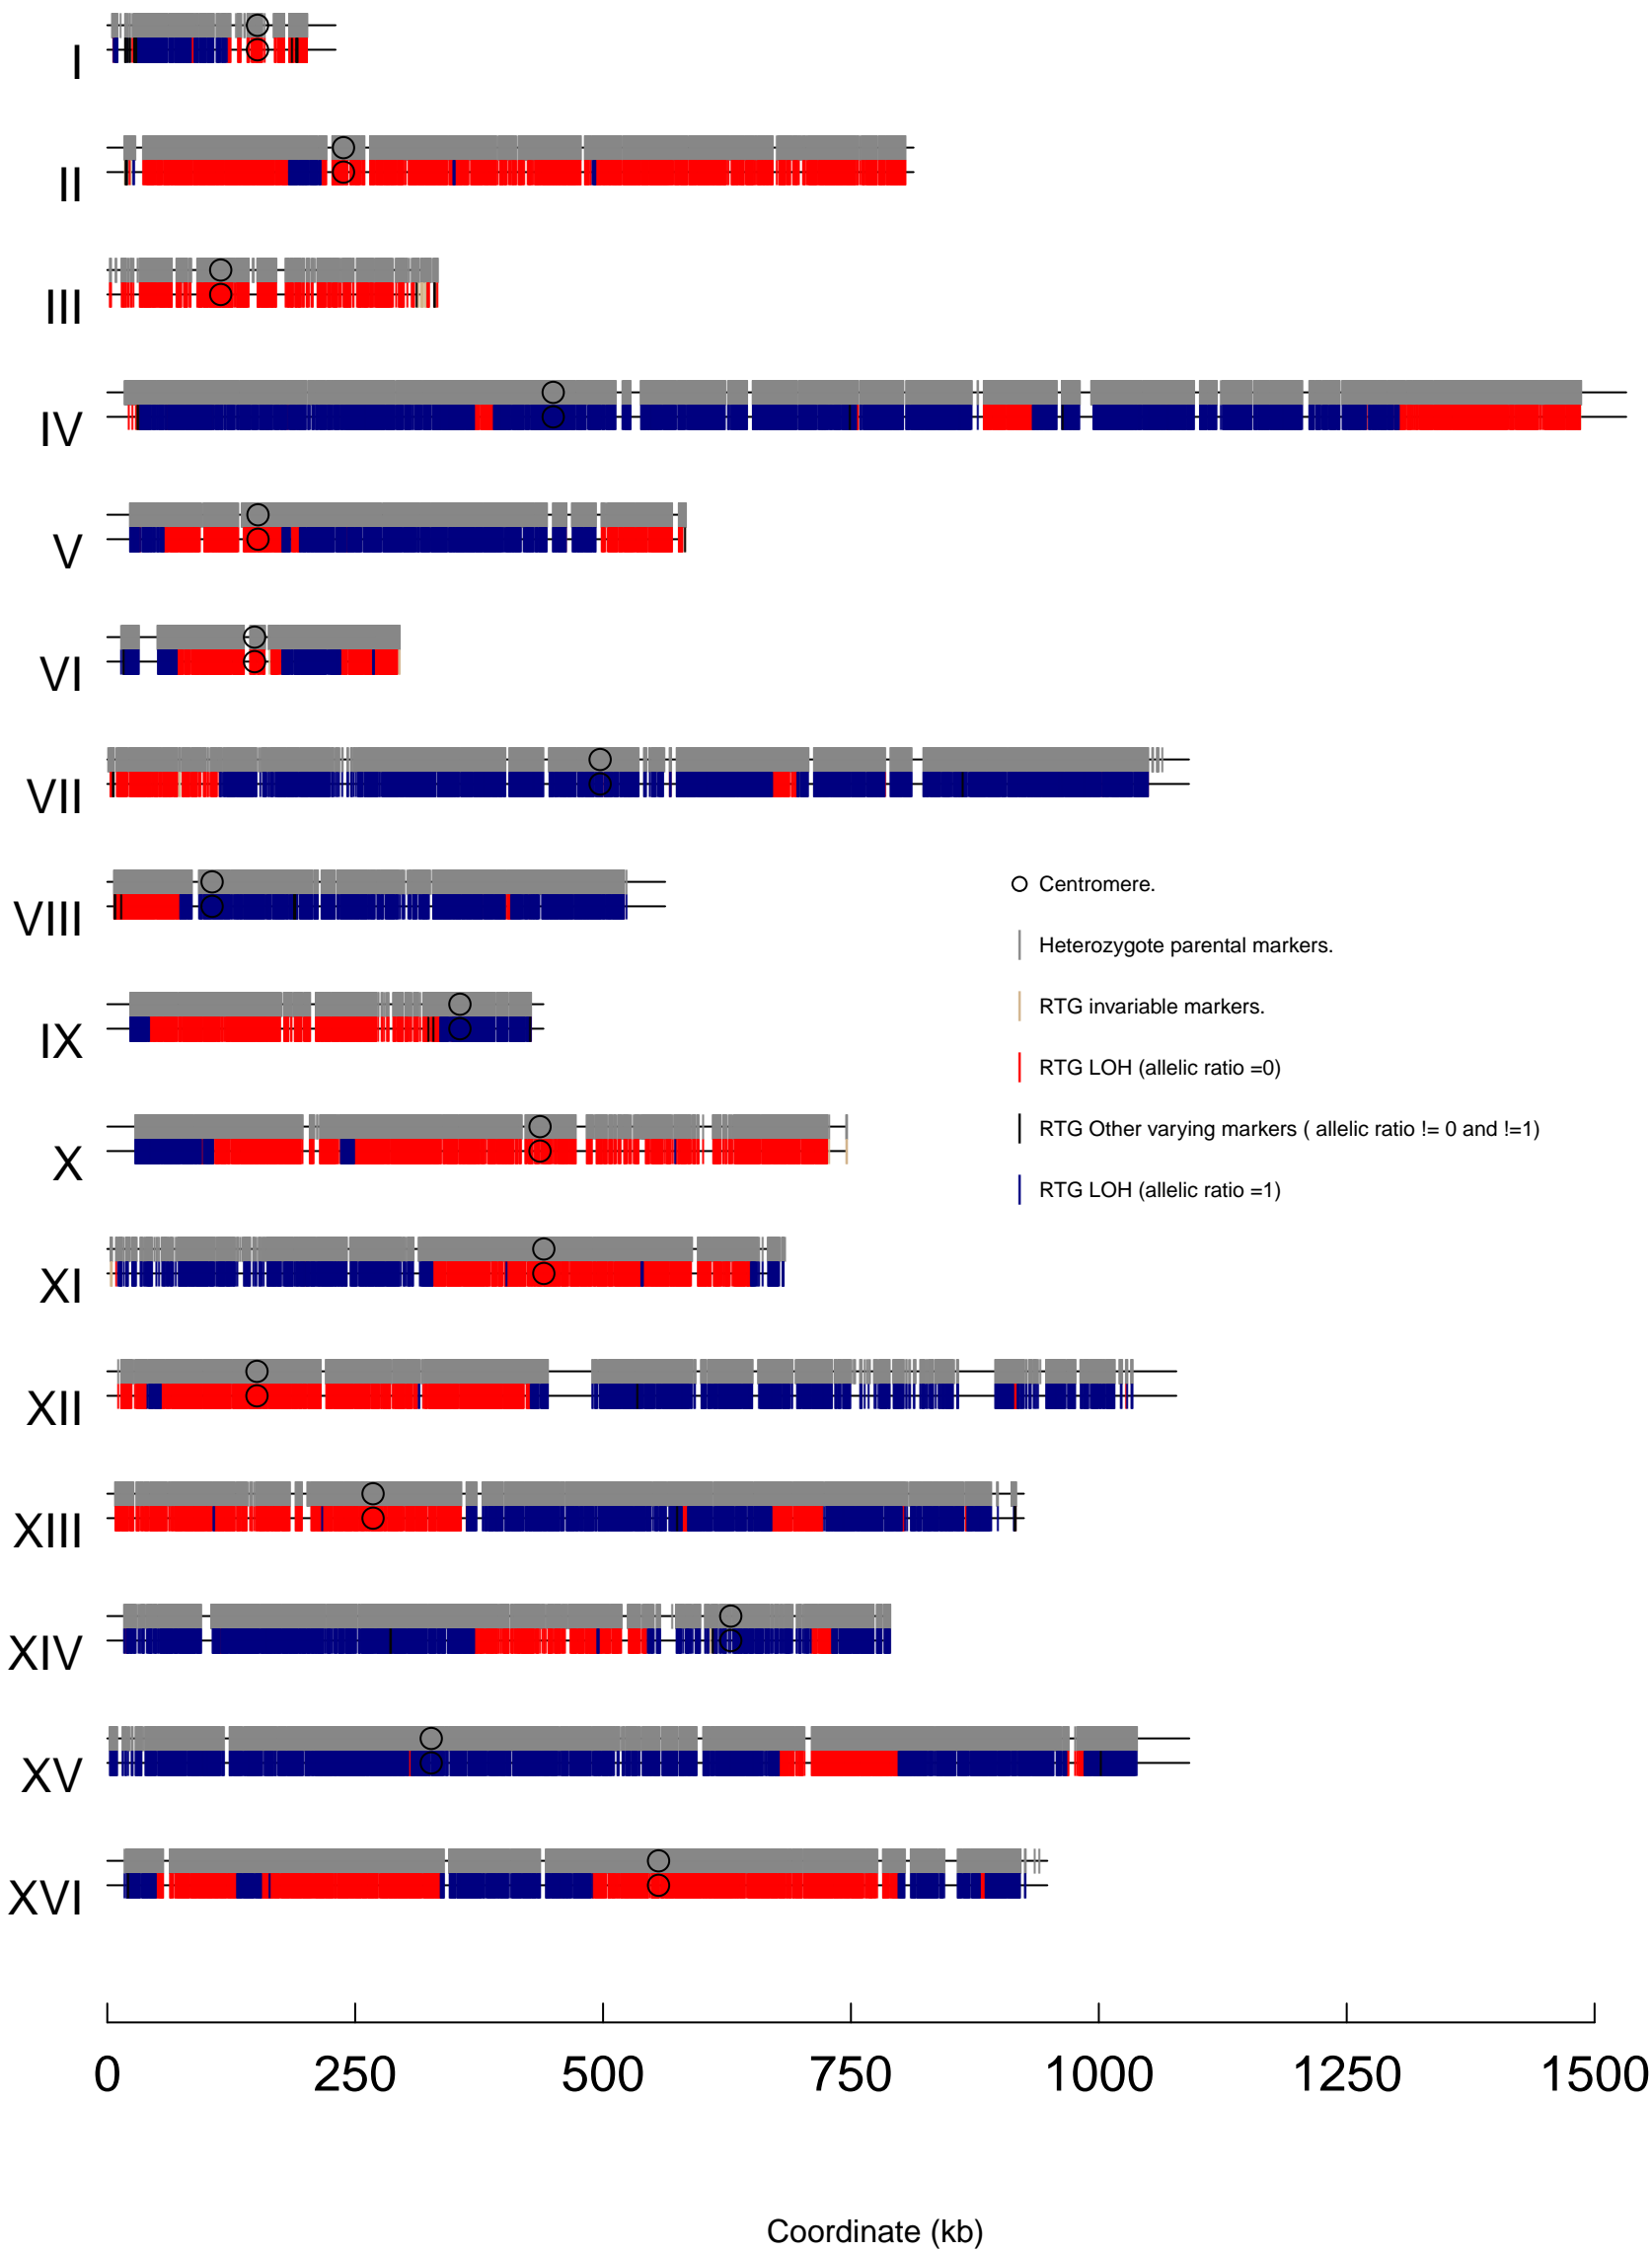 I
II
III
IV
V
VI
VII
VIII
IX
X
XI
XII
XIII
XIV
XV
XVI
Centromere.
Heterozygote parental markers.
RTG invariable markers.
RTG LOH (allelic ratio =0)
RTG Other varying markers ( allelic ratio != 0 and !=1)
RTG LOH (allelic ratio =1)
0 250 500 750 1000 1250 1500
Coordinate (kb)